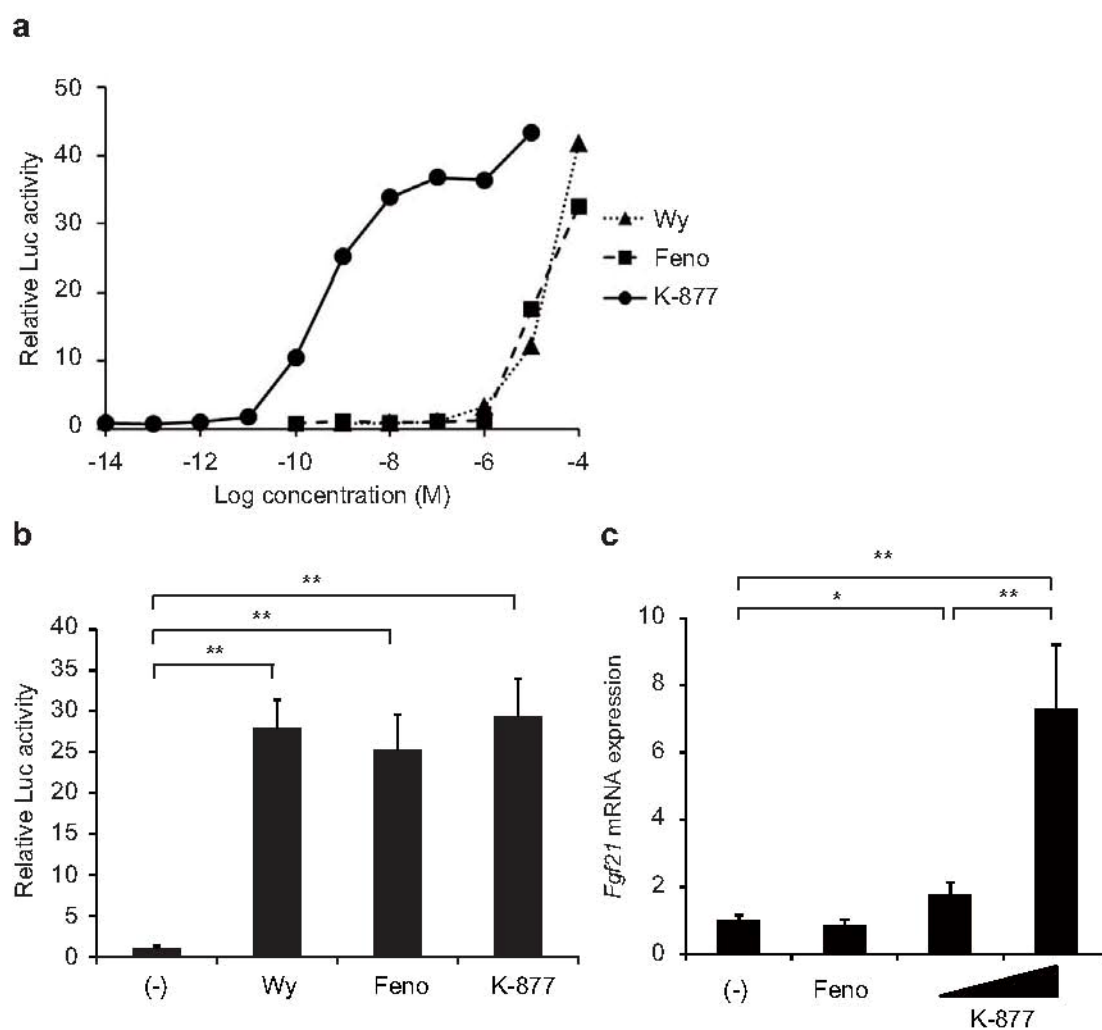 a
50
40
30
20
10
0
Relative Luc activity
-14 -12 -10 -8 -6 -4
Log concentration (M)
Wy
Feno
K-877
b
**
**
**
40
35
30
25
20
15
10
5
0
Relative Luc activity
(-) Wy Feno K-877
c
**
* **
10
8
6
4
2
0
Fgf21 mRNA expression
(-) Feno
K-877